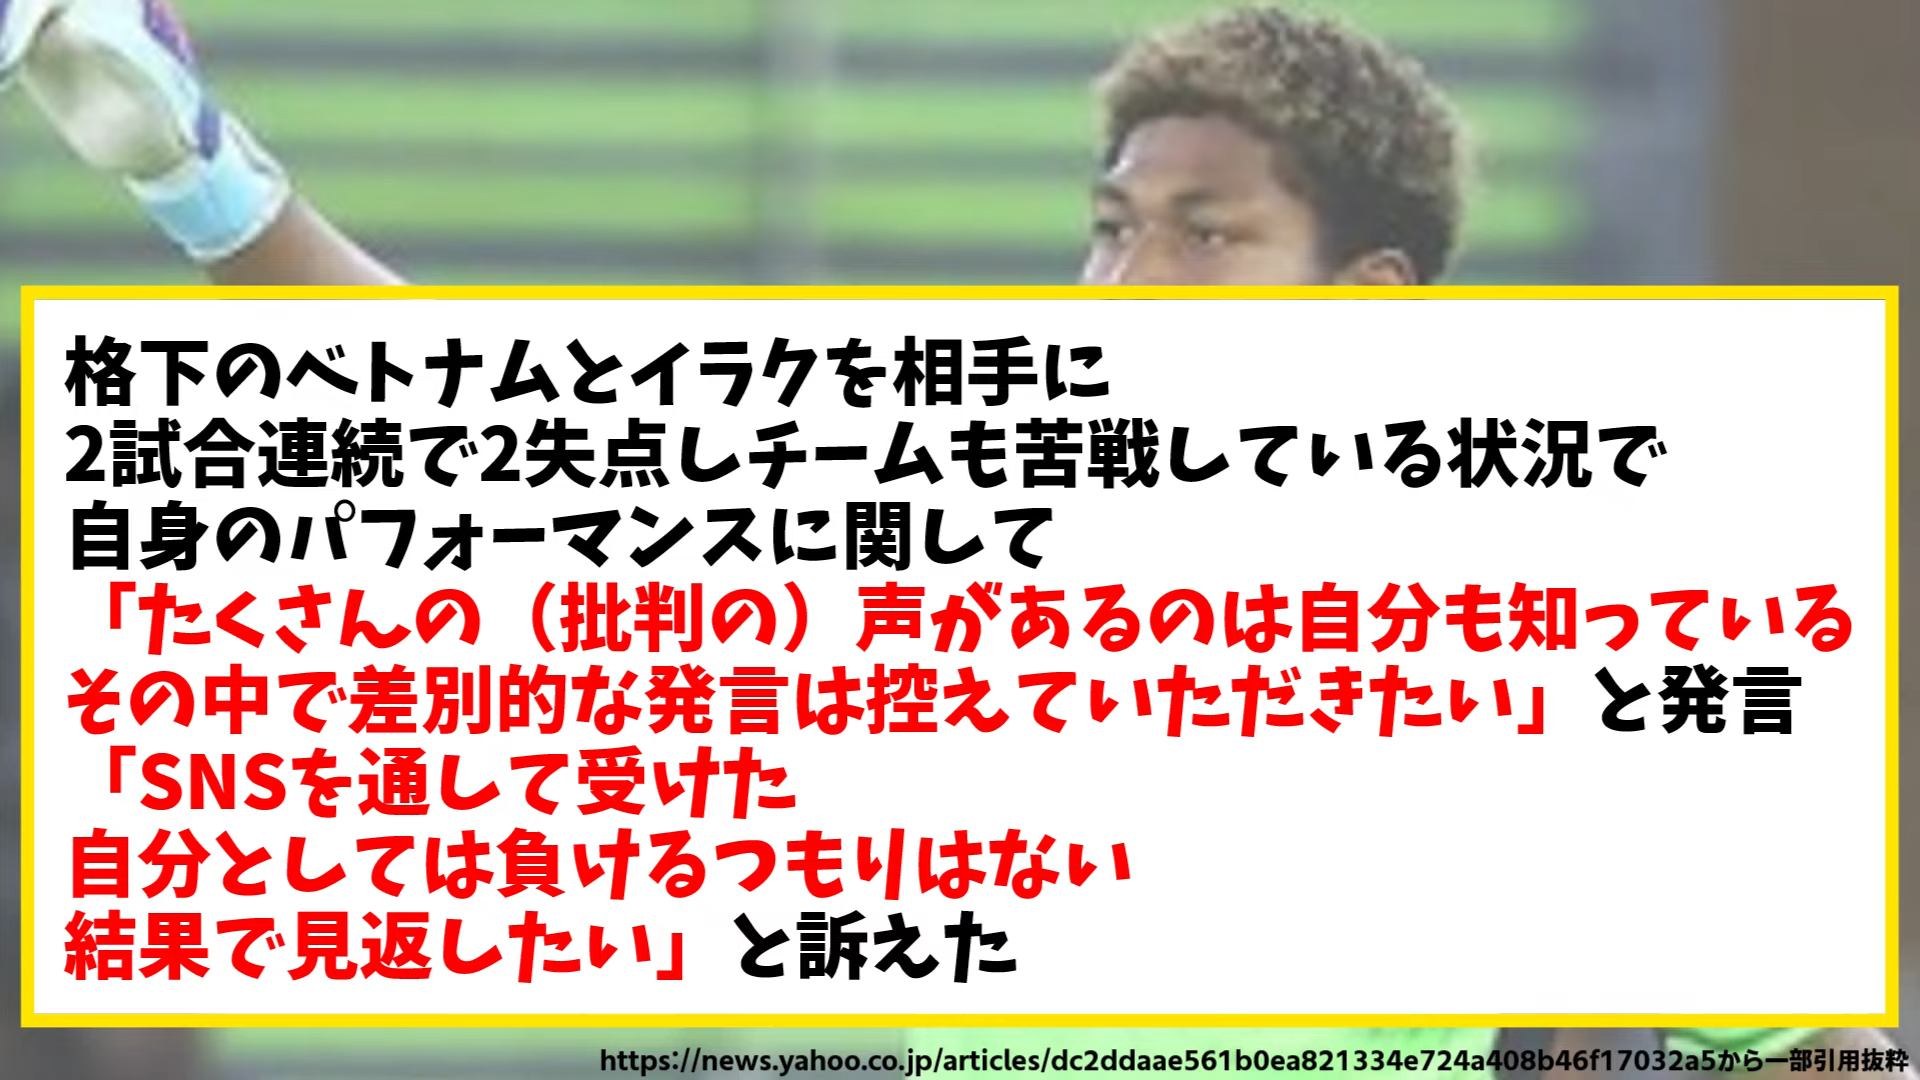 格下のベトナムとイラクを相手に
2試合連続で2失点しチームも苦戦している状況で
自身のパフォーマンスに関して
「たくさんの（批判の）声があるのは自分も知っている
その中で差別的な発言は控えていただきたい」と発言
「SNSを通して受けた
自分としては負けるつもりはない
結果で見返したい」と訴えた
https://news.yahoo.co.jp/articles/dc2ddaae561b0ea821334e724a408b46f17032a5から一部引用抜粋